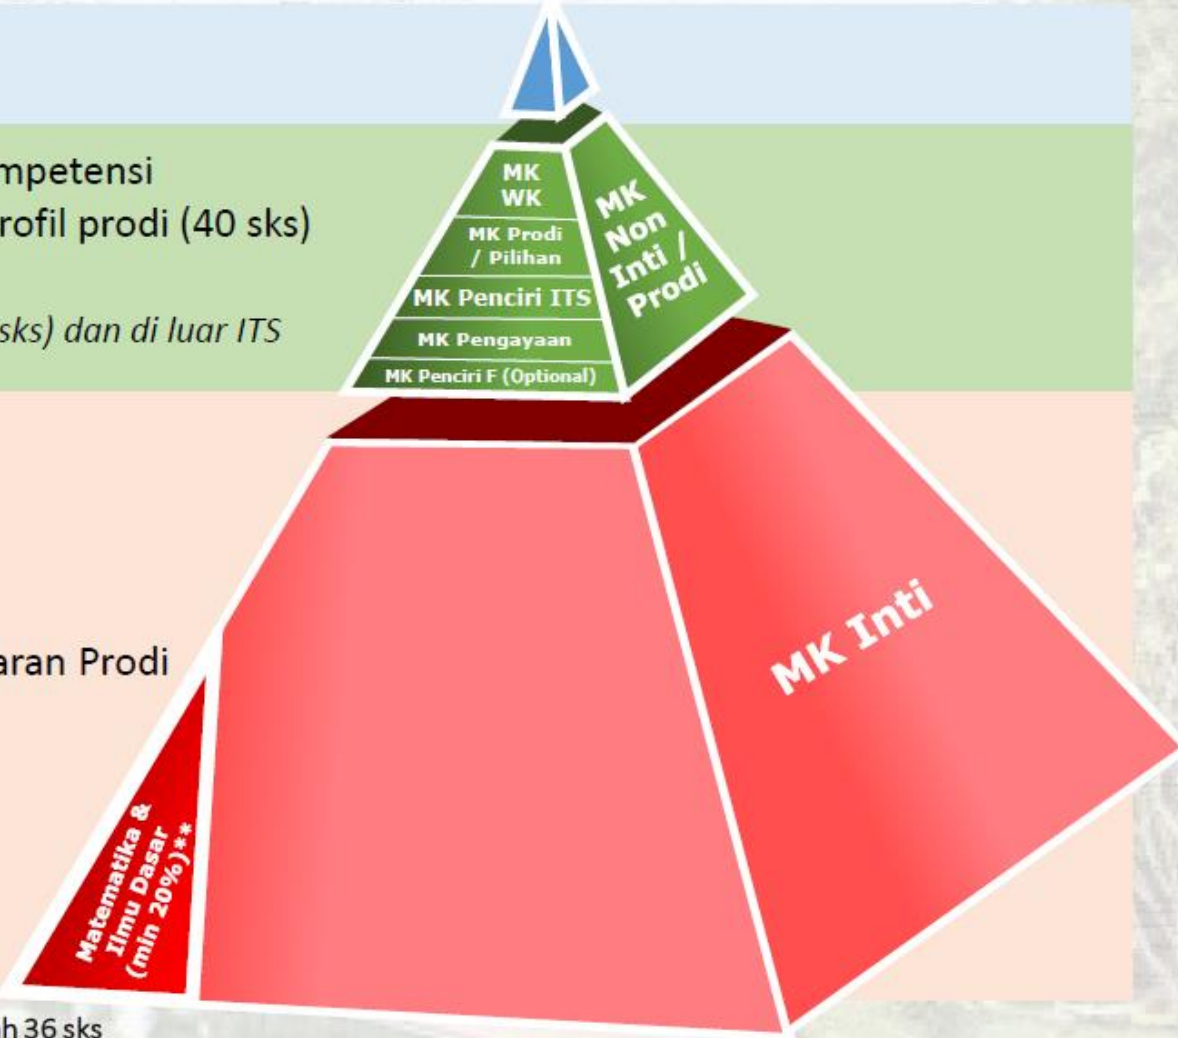 mpetensi
rofil prodi (40 sks)
sks) dan di luar ITS
MK
WK
MK Prodi
/ Pilihan
MK Penciri ITS
MK Pengayaan
MK Penciri F (Optional)
MK
Non
Inti /
Prodi
aran Prodi
MK Inti
Matematika &
Ilmu Dasar
(min 20%)**
h 36 sks